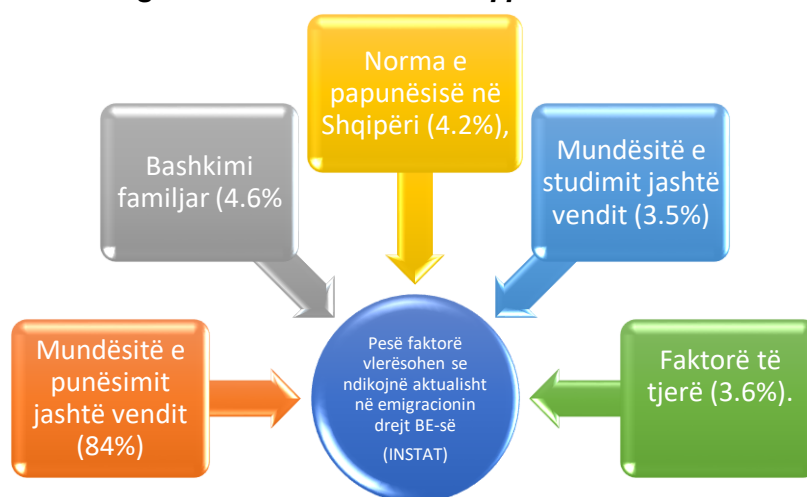 Norma e
papunësisë në
Shqipëri (4.2%),
Bashkimi
familjar (4.6%
Mundësitë e
studimit jashtë
vendit (3.5%)
Mundësitë e
punësimit
jashtë vendit
(84%)
Pesë faktorë
vlerësohen se
ndikojnë aktualisht
në emigracionin
drejt BE-së
(INSTAT)
Faktorë të
tjerë (3.6%).